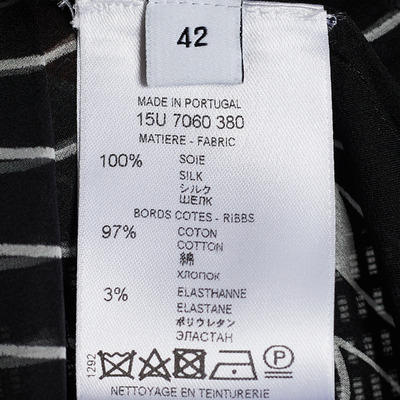 42
MADE IN PORTUGAL
15U 7060 380
MATIERE - FABRIC
100% SOIE
SILK
シルク
ШЕЛК
BORDS COTES - RIBBS
97% COTON
COTTON
綿
ХЛОПОК
3% ELASTHANNE
ELASTANE
ポリウレタン
ЭЛАСТАН
1292
P
NETTOYAGE EN TEINTURERIE